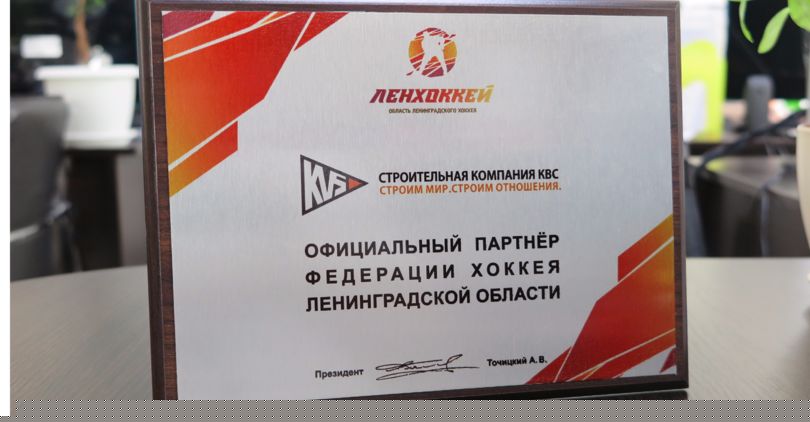 ЛЕНХОККЕЙ
ОБЛАСТЬ ЛЕНИНГРАДСКОГО ХОККЕЯ
КВС СТРОИТЕЛЬНАЯ КОМПАНИЯ КВС
СТРОИМ МИР.СТРОИМ ОТНОШЕНИЯ.
ОФИЦИАЛЬНЫЙ ПАРТНЁР
ФЕДЕРАЦИИ ХОККЕЯ
ЛЕНИНГРАДСКОЙ ОБЛАСТИ
Президент Точицкий А. В.